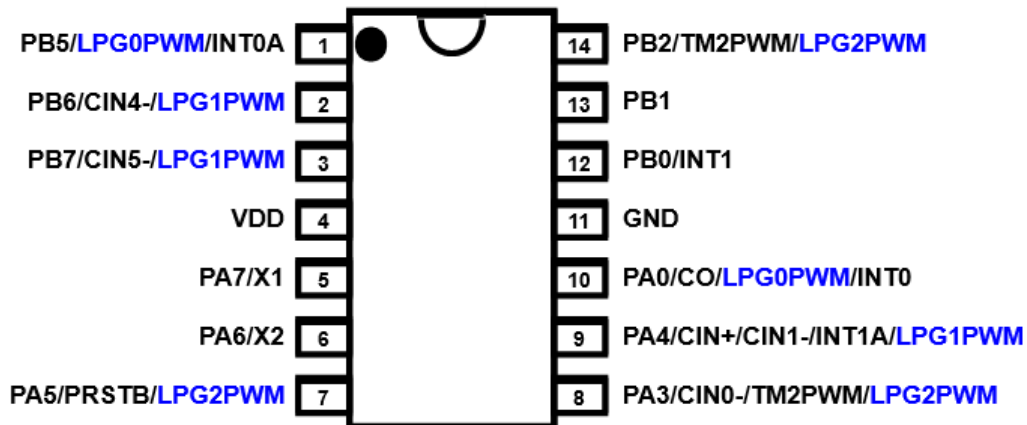 PB5/LPG0PWM/INT0A 1 14 PB2/TM2PWM/LPG2PWM
PB6/CIN4-/LPG1PWM 2 13 PB1
PB7/CIN5-/LPG1PWM 3 12 PB0/INT1
VDD 4 11 GND
PA7/X1 5 10 PA0/CO/LPG0PWM/INT0
PA6/X2 6 9 PA4/CIN+/CIN1-/INT1A/LPG1PWM
PA5/PRSTB/LPG2PWM 7 8 PA3/CIN0-/TM2PWM/LPG2PWM